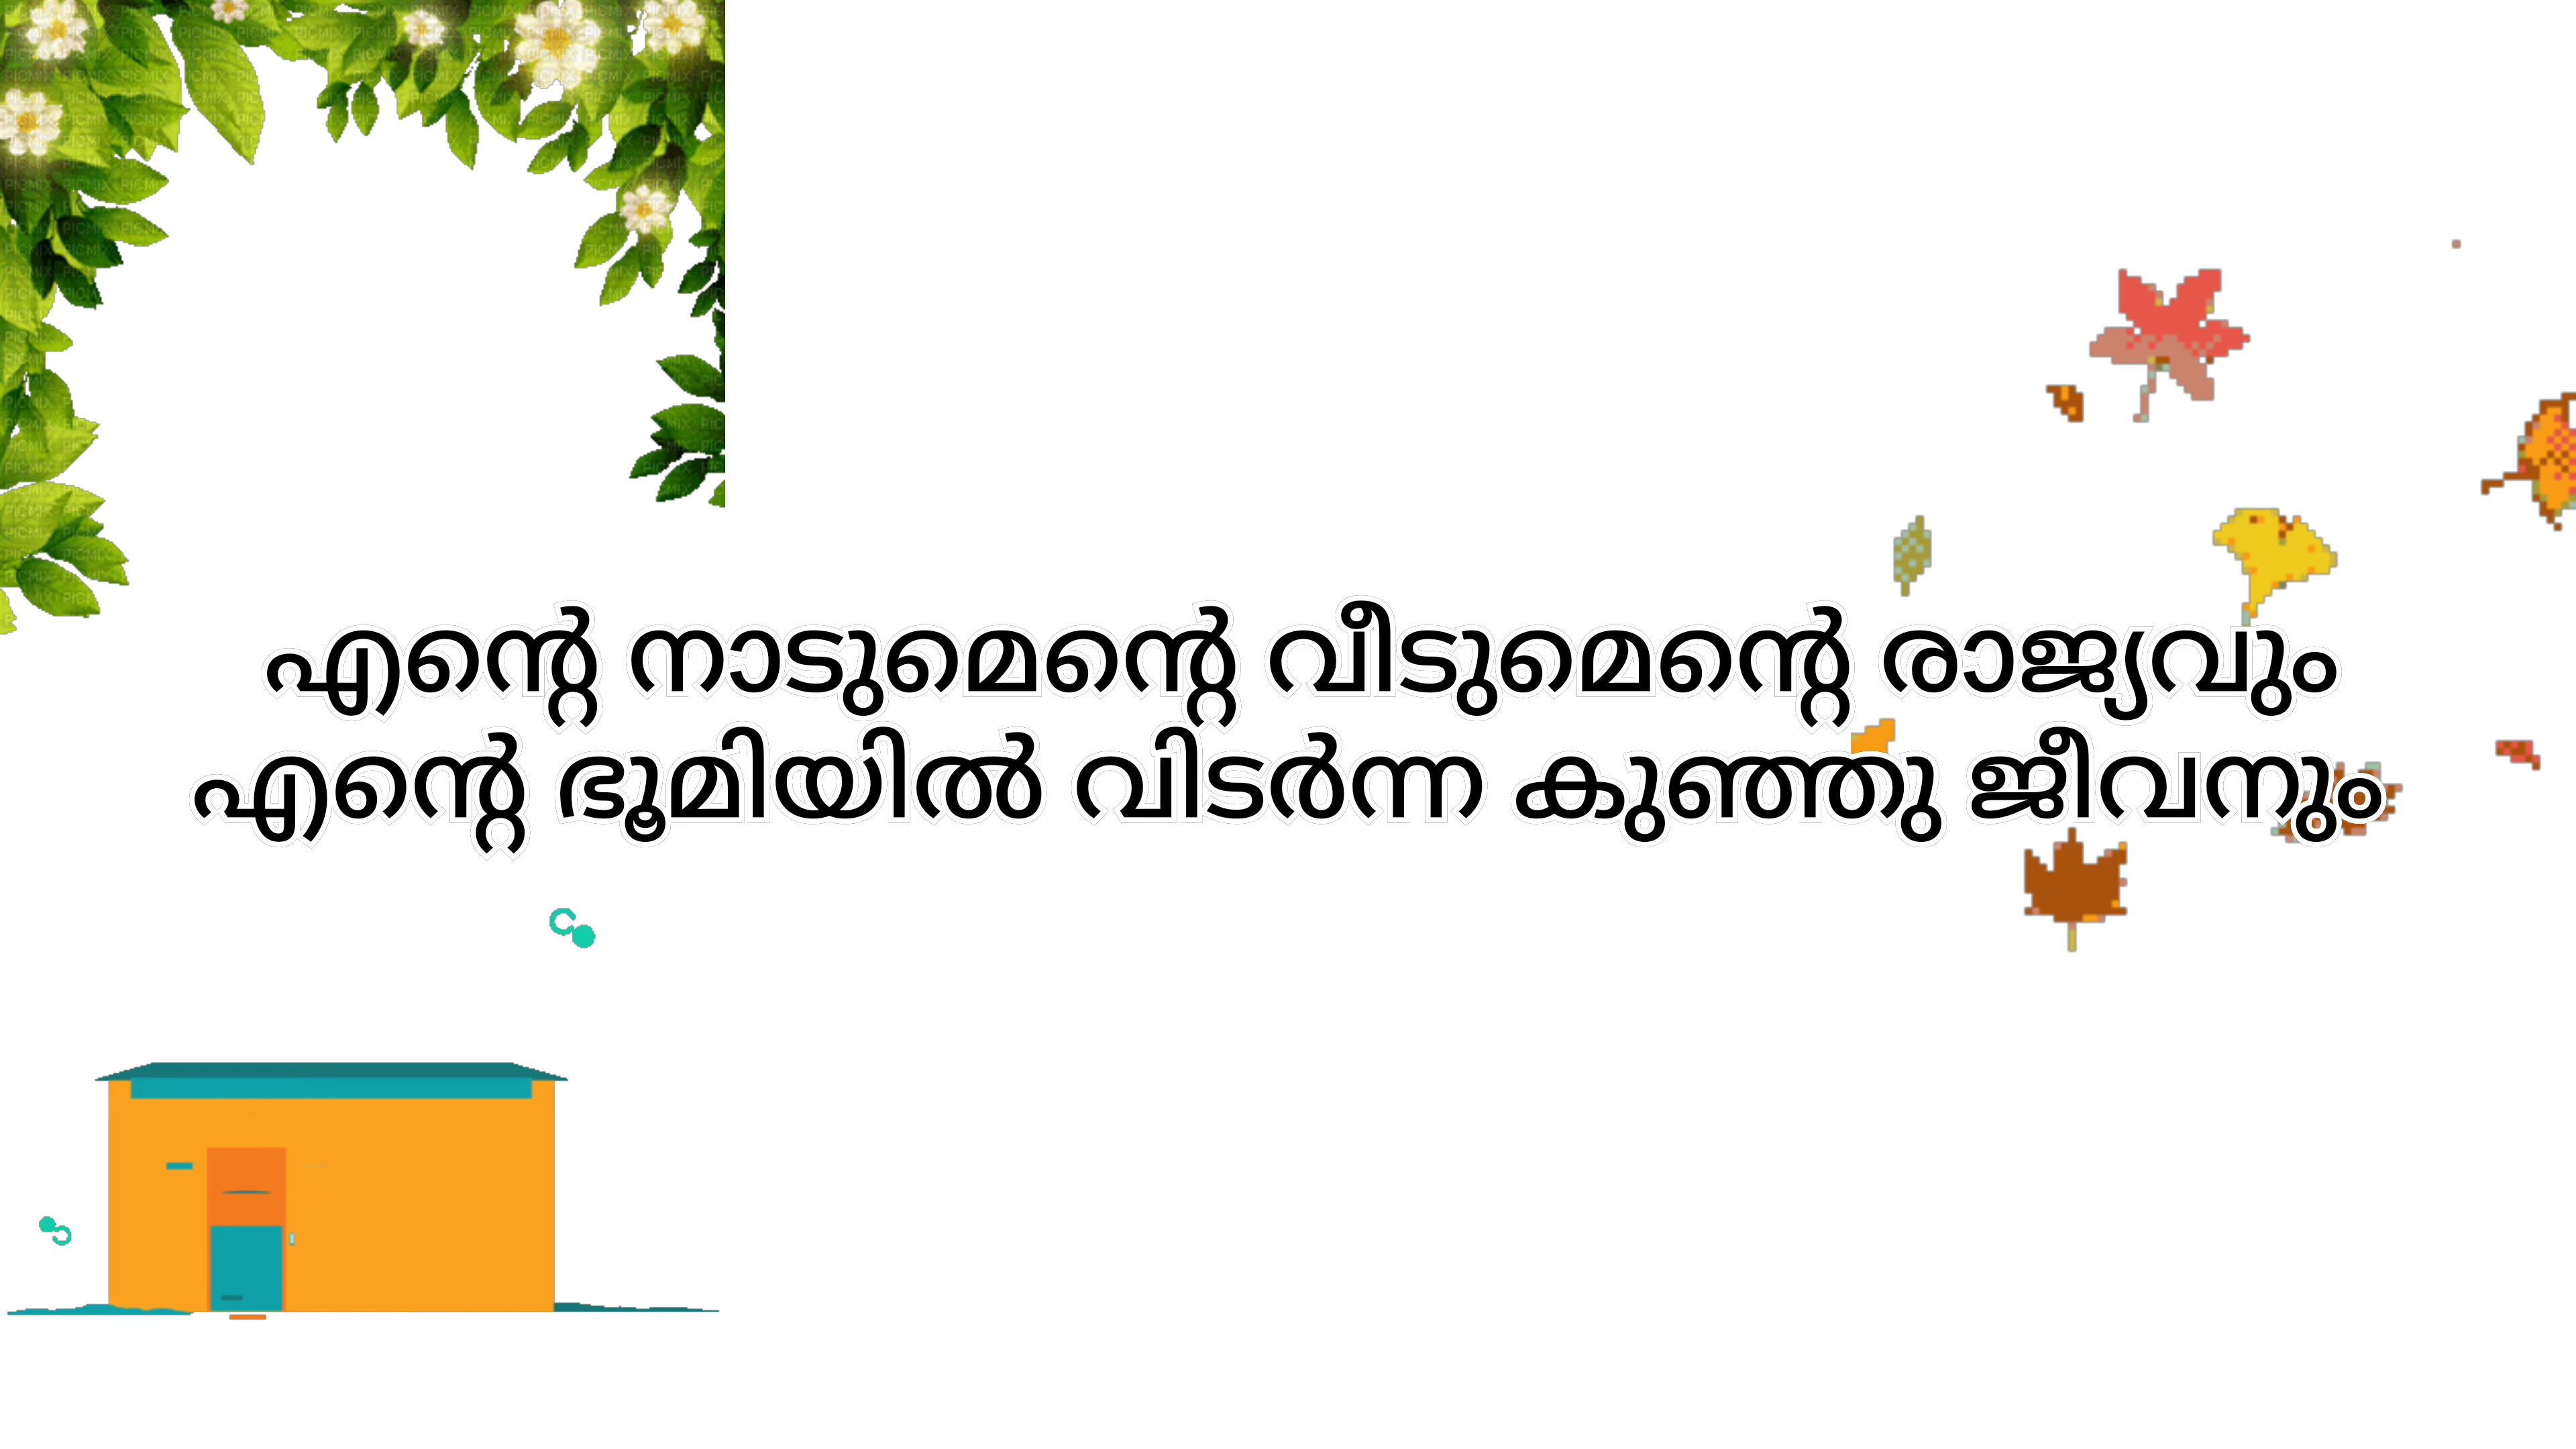 എന്റെ നാടുമെന്റെ വീടുമെന്റെ രാജ്യവും
എന്റെ ഭൂമിയിൽ വിടർന്ന കുഞ്ഞു ജീവനും